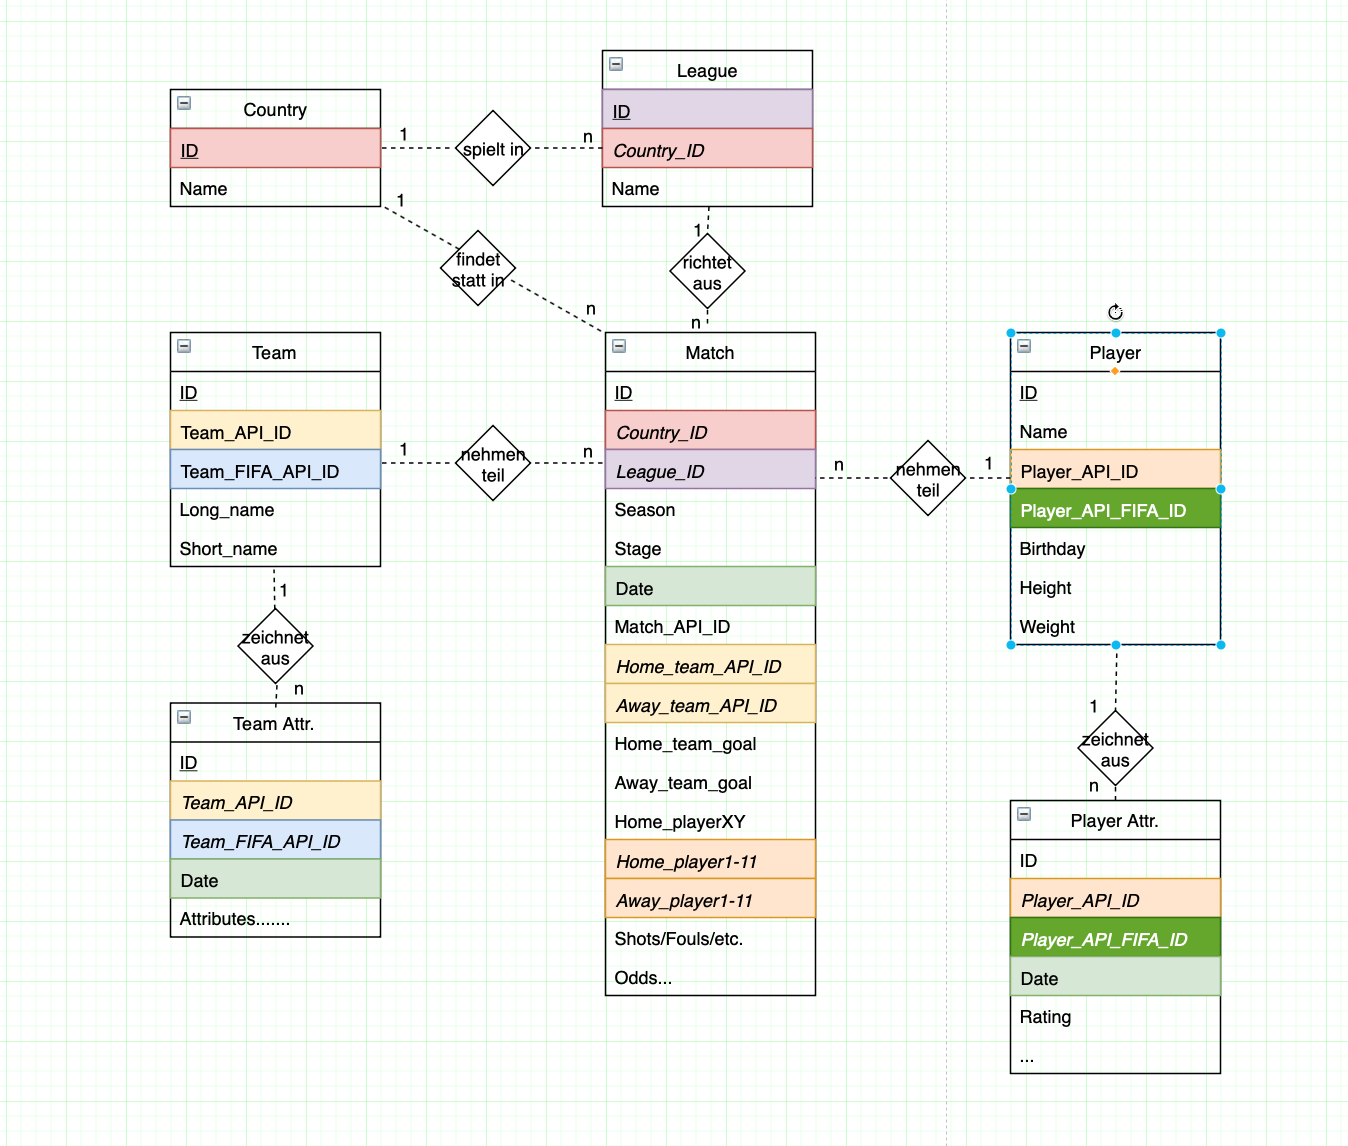 League
ID
Country_ID
Name
Country
ID
Name
1
spielt in
n
1
findet
statt in
n
1
richtet
aus
n
Team
ID
Team_API_ID
Team_FIFA_API_ID
Long_name
Short_name
1
nehmen
teil
n
Match
ID
Country_ID
League_ID
Season
Stage
Date
Match_API_ID
Home_team_API_ID
Away_team_API_ID
Home_team_goal
Away_team_goal
Home_playerXY
Home_player1-11
Away_player1-11
Shots/Fouls/etc.
Odds...
n
nehmen
teil
1
Player
ID
Name
Player_API_ID
Player_API_FIFA_ID
Birthday
Height
Weight
1
zeichnet
aus
n
Team Attr.
ID
Team_API_ID
Team_FIFA_API_ID
Date
Attributes.......
1
zeichnet
aus
n
Player Attr.
ID
Player_API_ID
Player_API_FIFA_ID
Date
Rating
...